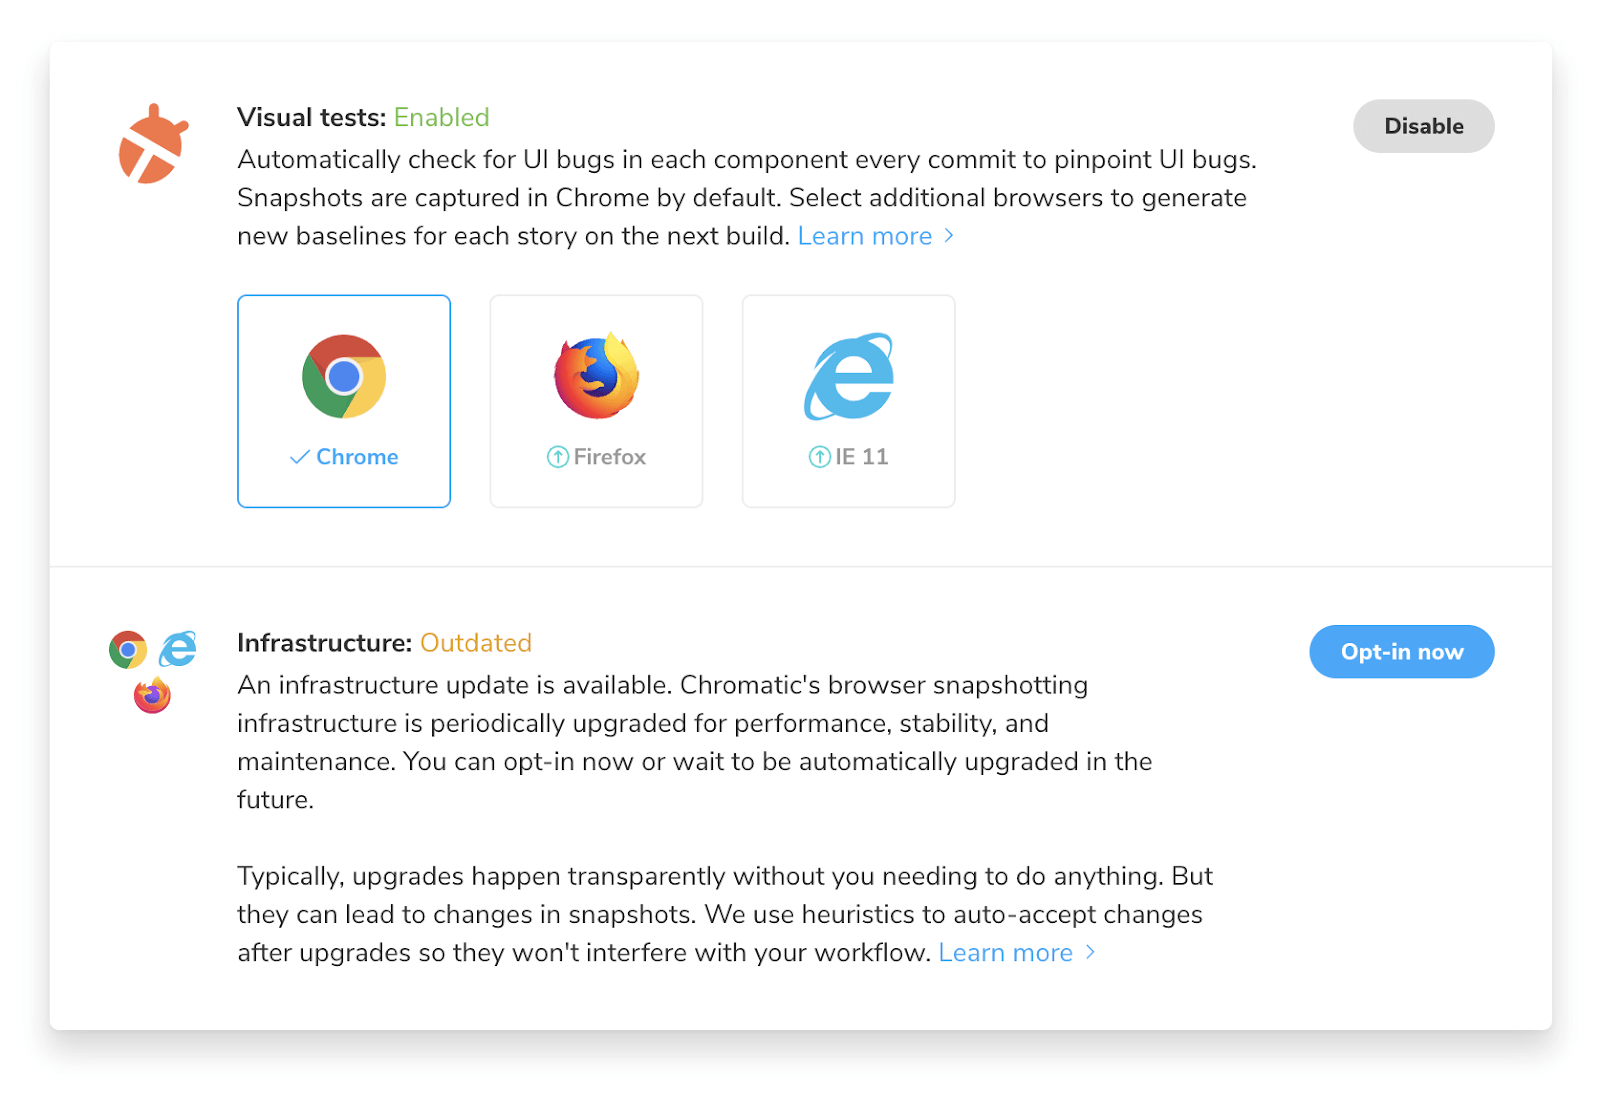 Visual tests: Enabled
Disable
Automatically check for UI bugs in each component every commit to pinpoint UI bugs.
Snapshots are captured in Chrome by default. Select additional browsers to generate
new baselines for each story on the next build. Learn more >
Chrome
Firefox
IE 11
Infrastructure: Outdated
Opt-in now
An infrastructure update is available. Chromatic's browser snapshotting
infrastructure is periodically upgraded for performance, stability, and
maintenance. You can opt-in now or wait to be automatically upgraded in the
future.
Typically, upgrades happen transparently without you needing to do anything. But
they can lead to changes in snapshots. We use heuristics to auto-accept changes
after upgrades so they won't interfere with your workflow. Learn more >